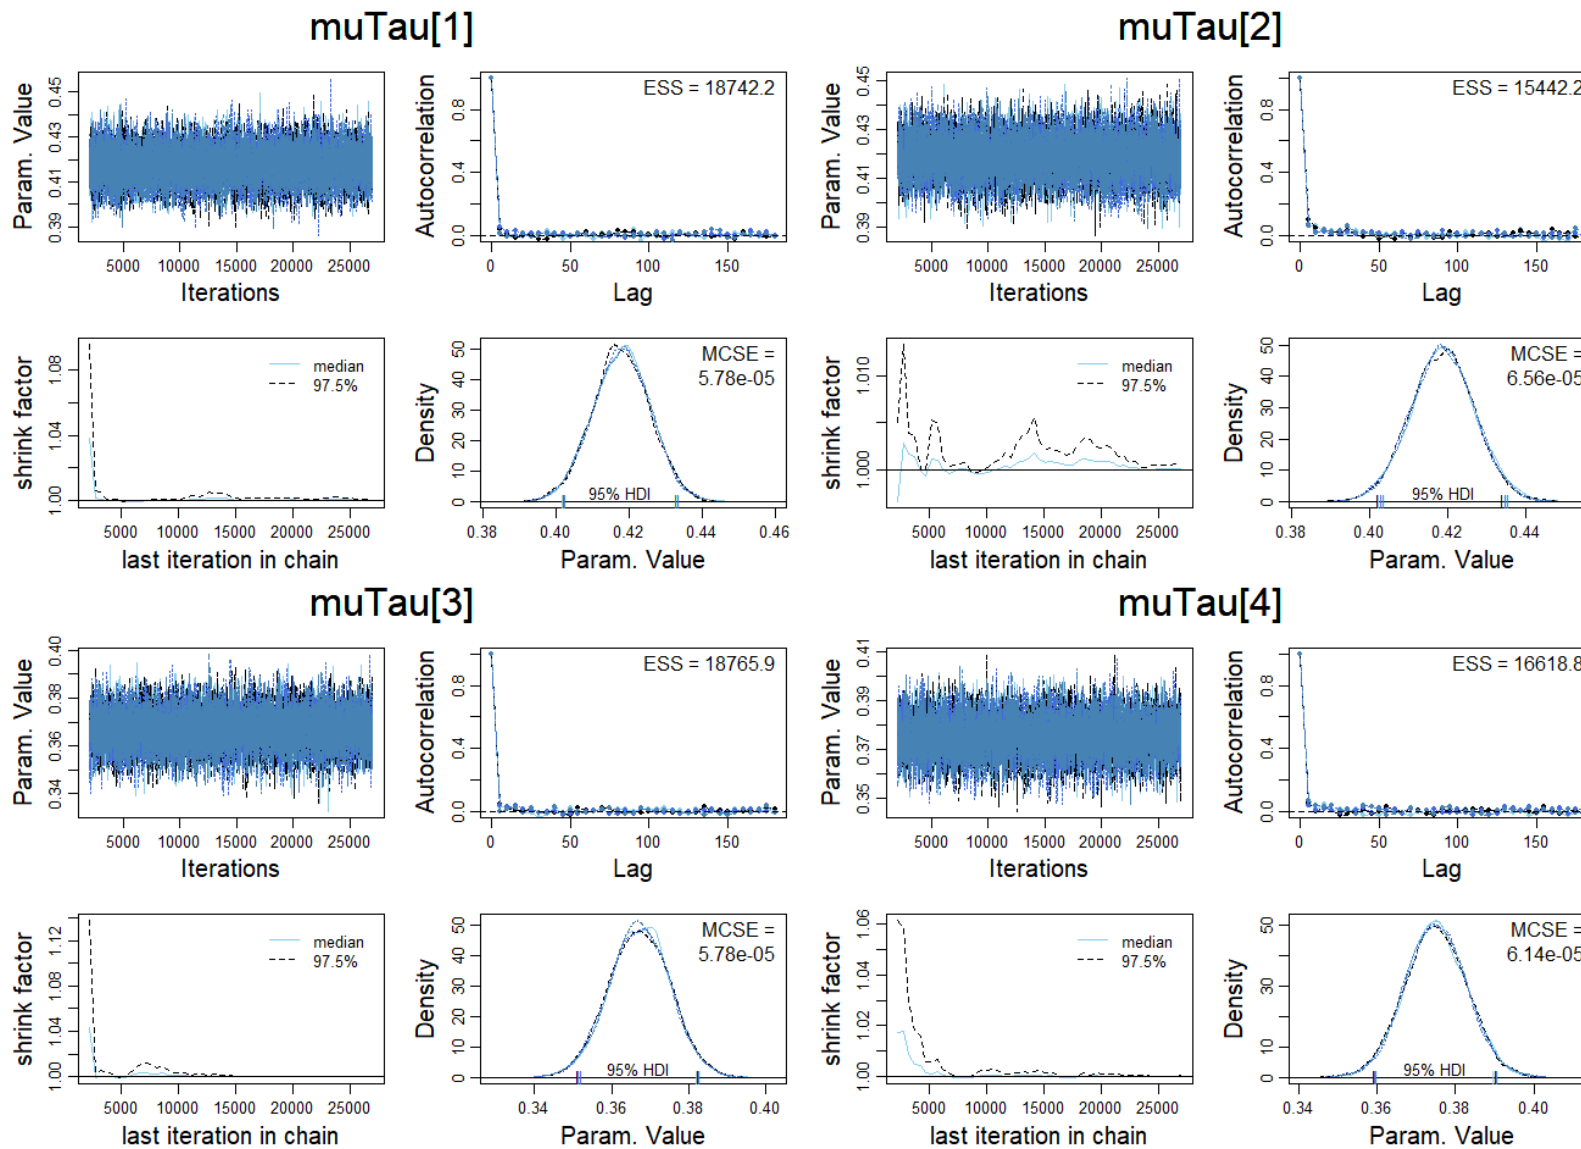 muTau[1]
Param. Value
0.39 0.41 0.43 0.45
5000 10000 15000 20000 25000
Iterations
Autocorrelation
0.0 0.4 0.8
ESS = 18742.2
0 50 100 150
Lag
shrink factor
1.00 1.04 1.08
median
97.5%
5000 10000 15000 20000 25000
last iteration in chain
Density
0 10 20 30 40 50
MCSE =
5.78e-05
95% HDI
0.38 0.40 0.42 0.44 0.46
Param. Value
muTau[2]
Param. Value
0.39 0.41 0.43 0.45
5000 10000 15000 20000 25000
Iterations
Autocorrelation
0.0 0.4 0.8
ESS = 15442.2
0 50 100 150
Lag
shrink factor
1.000 1.010
median
97.5%
5000 10000 15000 20000 25000
last iteration in chain
Density
0 10 20 30 40 50
MCSE =
6.56e-05
95% HDI
0.38 0.40 0.42 0.44
Param. Value
muTau[3]
Param. Value
0.34 0.36 0.38 0.40
5000 10000 15000 20000 25000
Iterations
Autocorrelation
0.0 0.4 0.8
ESS = 18765.9
0 50 100 150
Lag
shrink factor
1.00 1.04 1.08 1.12
median
97.5%
5000 10000 15000 20000 25000
last iteration in chain
Density
0 10 20 30 40 50
MCSE =
5.78e-05
95% HDI
0.34 0.36 0.38 0.40
Param. Value
muTau[4]
Param. Value
0.35 0.37 0.39 0.41
5000 10000 15000 20000 25000
Iterations
Autocorrelation
0.0 0.4 0.8
ESS = 16618.8
0 50 100 150
Lag
shrink factor
1.00 1.02 1.04 1.06
median
97.5%
5000 10000 15000 20000 25000
last iteration in chain
Density
0 10 30 50
MCSE =
6.14e-05
95% HDI
0.34 0.36 0.38 0.40
Param. Value